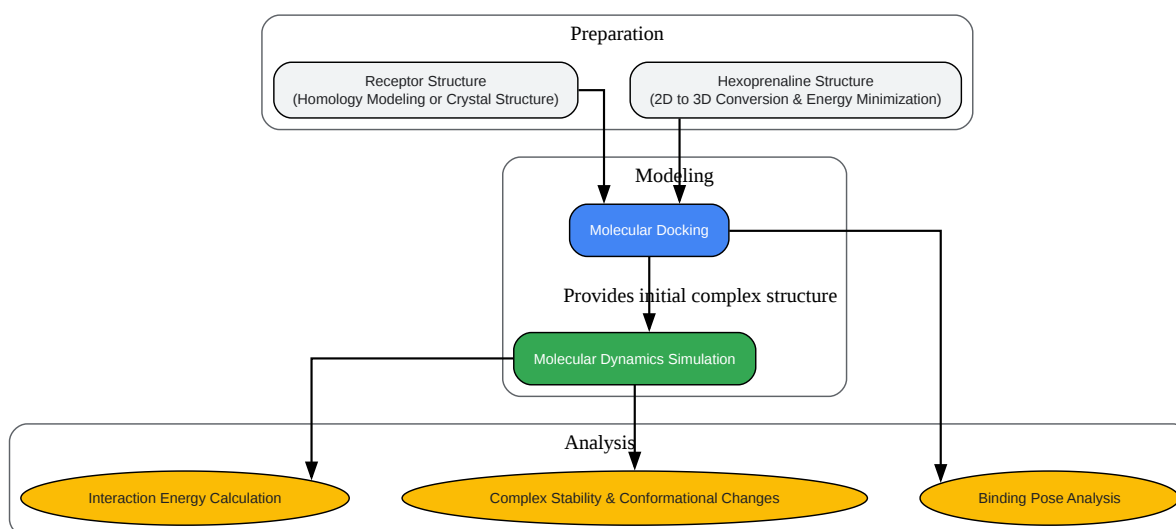 Preparation
Receptor Structure
(Homology Modeling or Crystal Structure)
Hexoprenaline Structure
(2D to 3D Conversion & Energy Minimization)
Modeling
Molecular Docking
Provides initial complex structure
Molecular Dynamics Simulation
Analysis
Interaction Energy Calculation
Complex Stability & Conformational Changes
Binding Pose Analysis